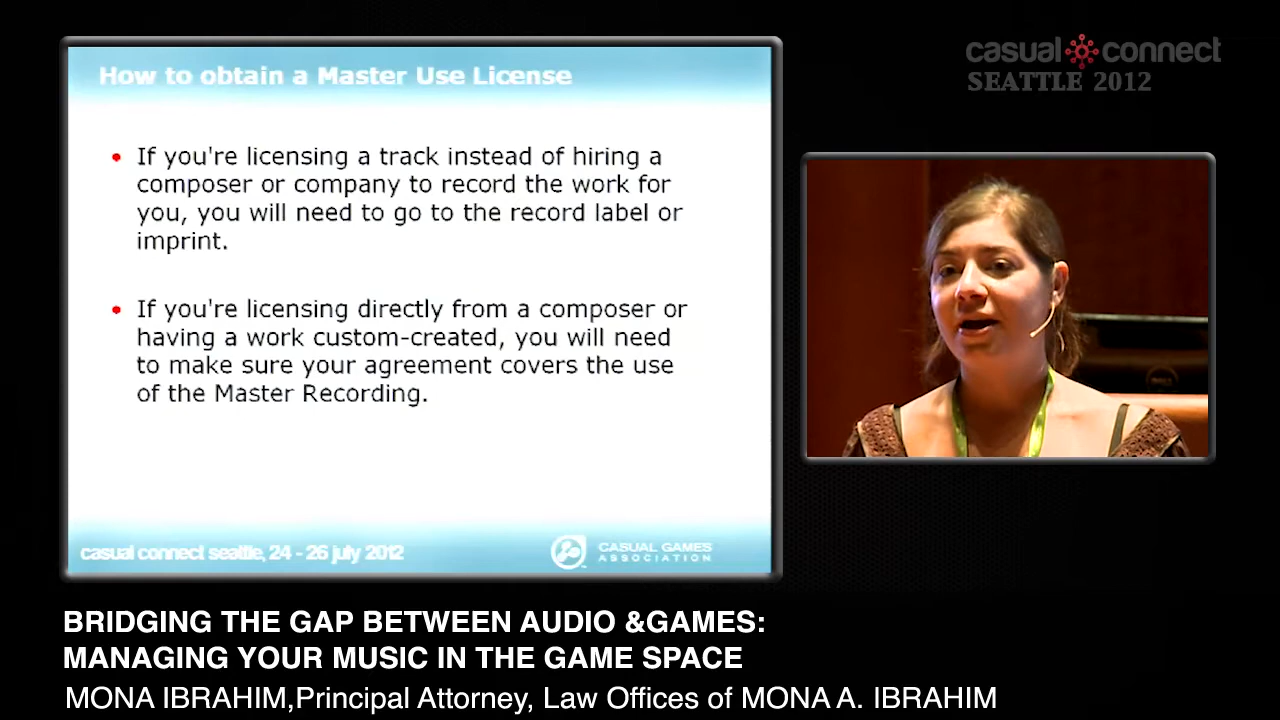 How to obtain a Master Use License
casual connect
SEATTLE 2012
• If you're licensing a track instead of hiring a
composer or company to record the work for
you, you will need to go to the record label or
imprint.
• If you're licensing directly from a composer or
having a work custom-created, you will need
to make sure your agreement covers the use
of the Master Recording.
casual connect seattle, 24 - 26 july 2012
CASUAL GAMES
ASSOCIATION
BRIDGING THE GAP BETWEEN AUDIO &GAMES:
MANAGING YOUR MUSIC IN THE GAME SPACE
MONA IBRAHIM,Principal Attorney, Law Offices of MONA A. IBRAHIM